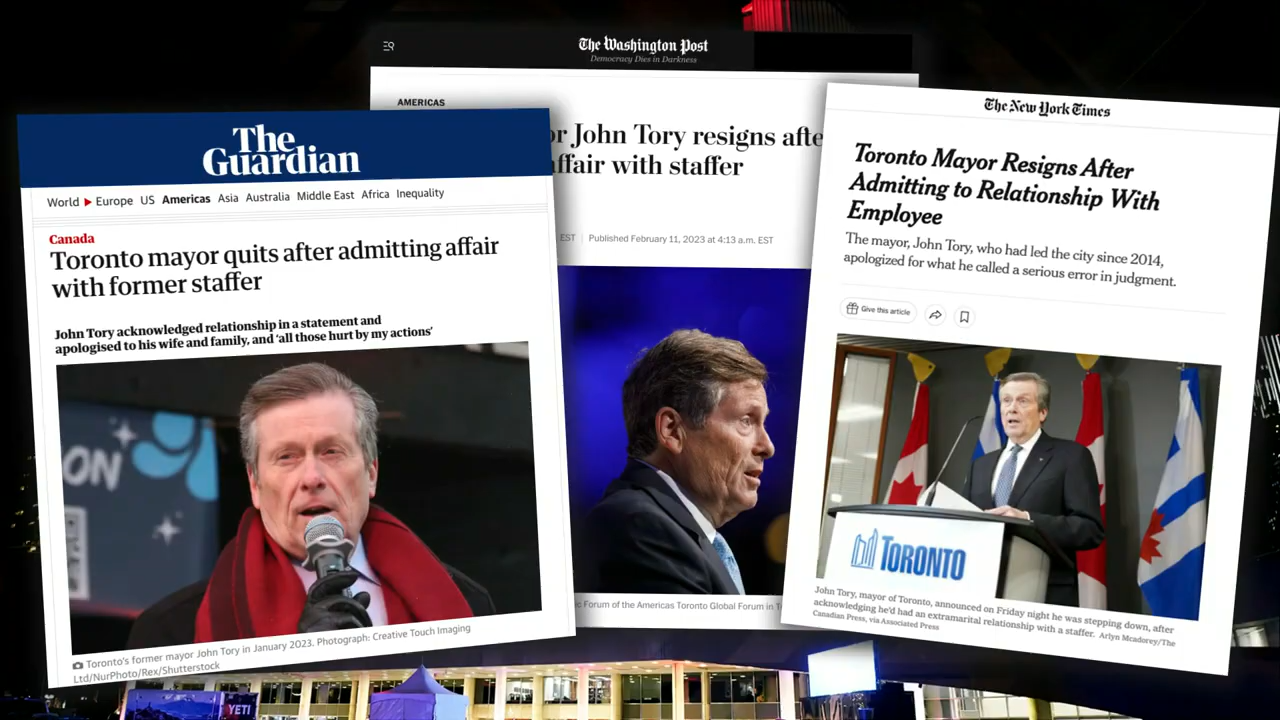 The Guardian
World ▶ Europe US Americas Asia Australia Middle East Africa Inequality
Canada
Toronto mayor quits after admitting affair
with former staffer
John Tory acknowledged relationship in a statement and
apologised to his wife and family, and ‘all those hurt by my actions’
ON
Toronto's former mayor John Tory in January 2023. Photograph: Creative Touch Imaging
Ltd/NurPhoto/Rex/Shutterstock
The Washington Post
Democracy Dies in Darkness
AMERICAS
or John Tory resigns afte
ffair with staffer
EST | Published February 11, 2023 at 4:13 a.m. EST
ic Forum of the Americas Toronto Global Forum in T
The New York Times
Toronto Mayor Resigns After
Admitting to Relationship With
Employee
The mayor, John Tory, who had led the city since 2014,
apologized for what he called a serious error in judgment.
Give this article
TORONTO
John Tory, mayor of Toronto, announced on Friday night he was stepping down, after
acknowledging he'd had an extramarital relationship with a staffer. Arlyn Mcadorey/The
Canadian Press, via Associated Press
YETI